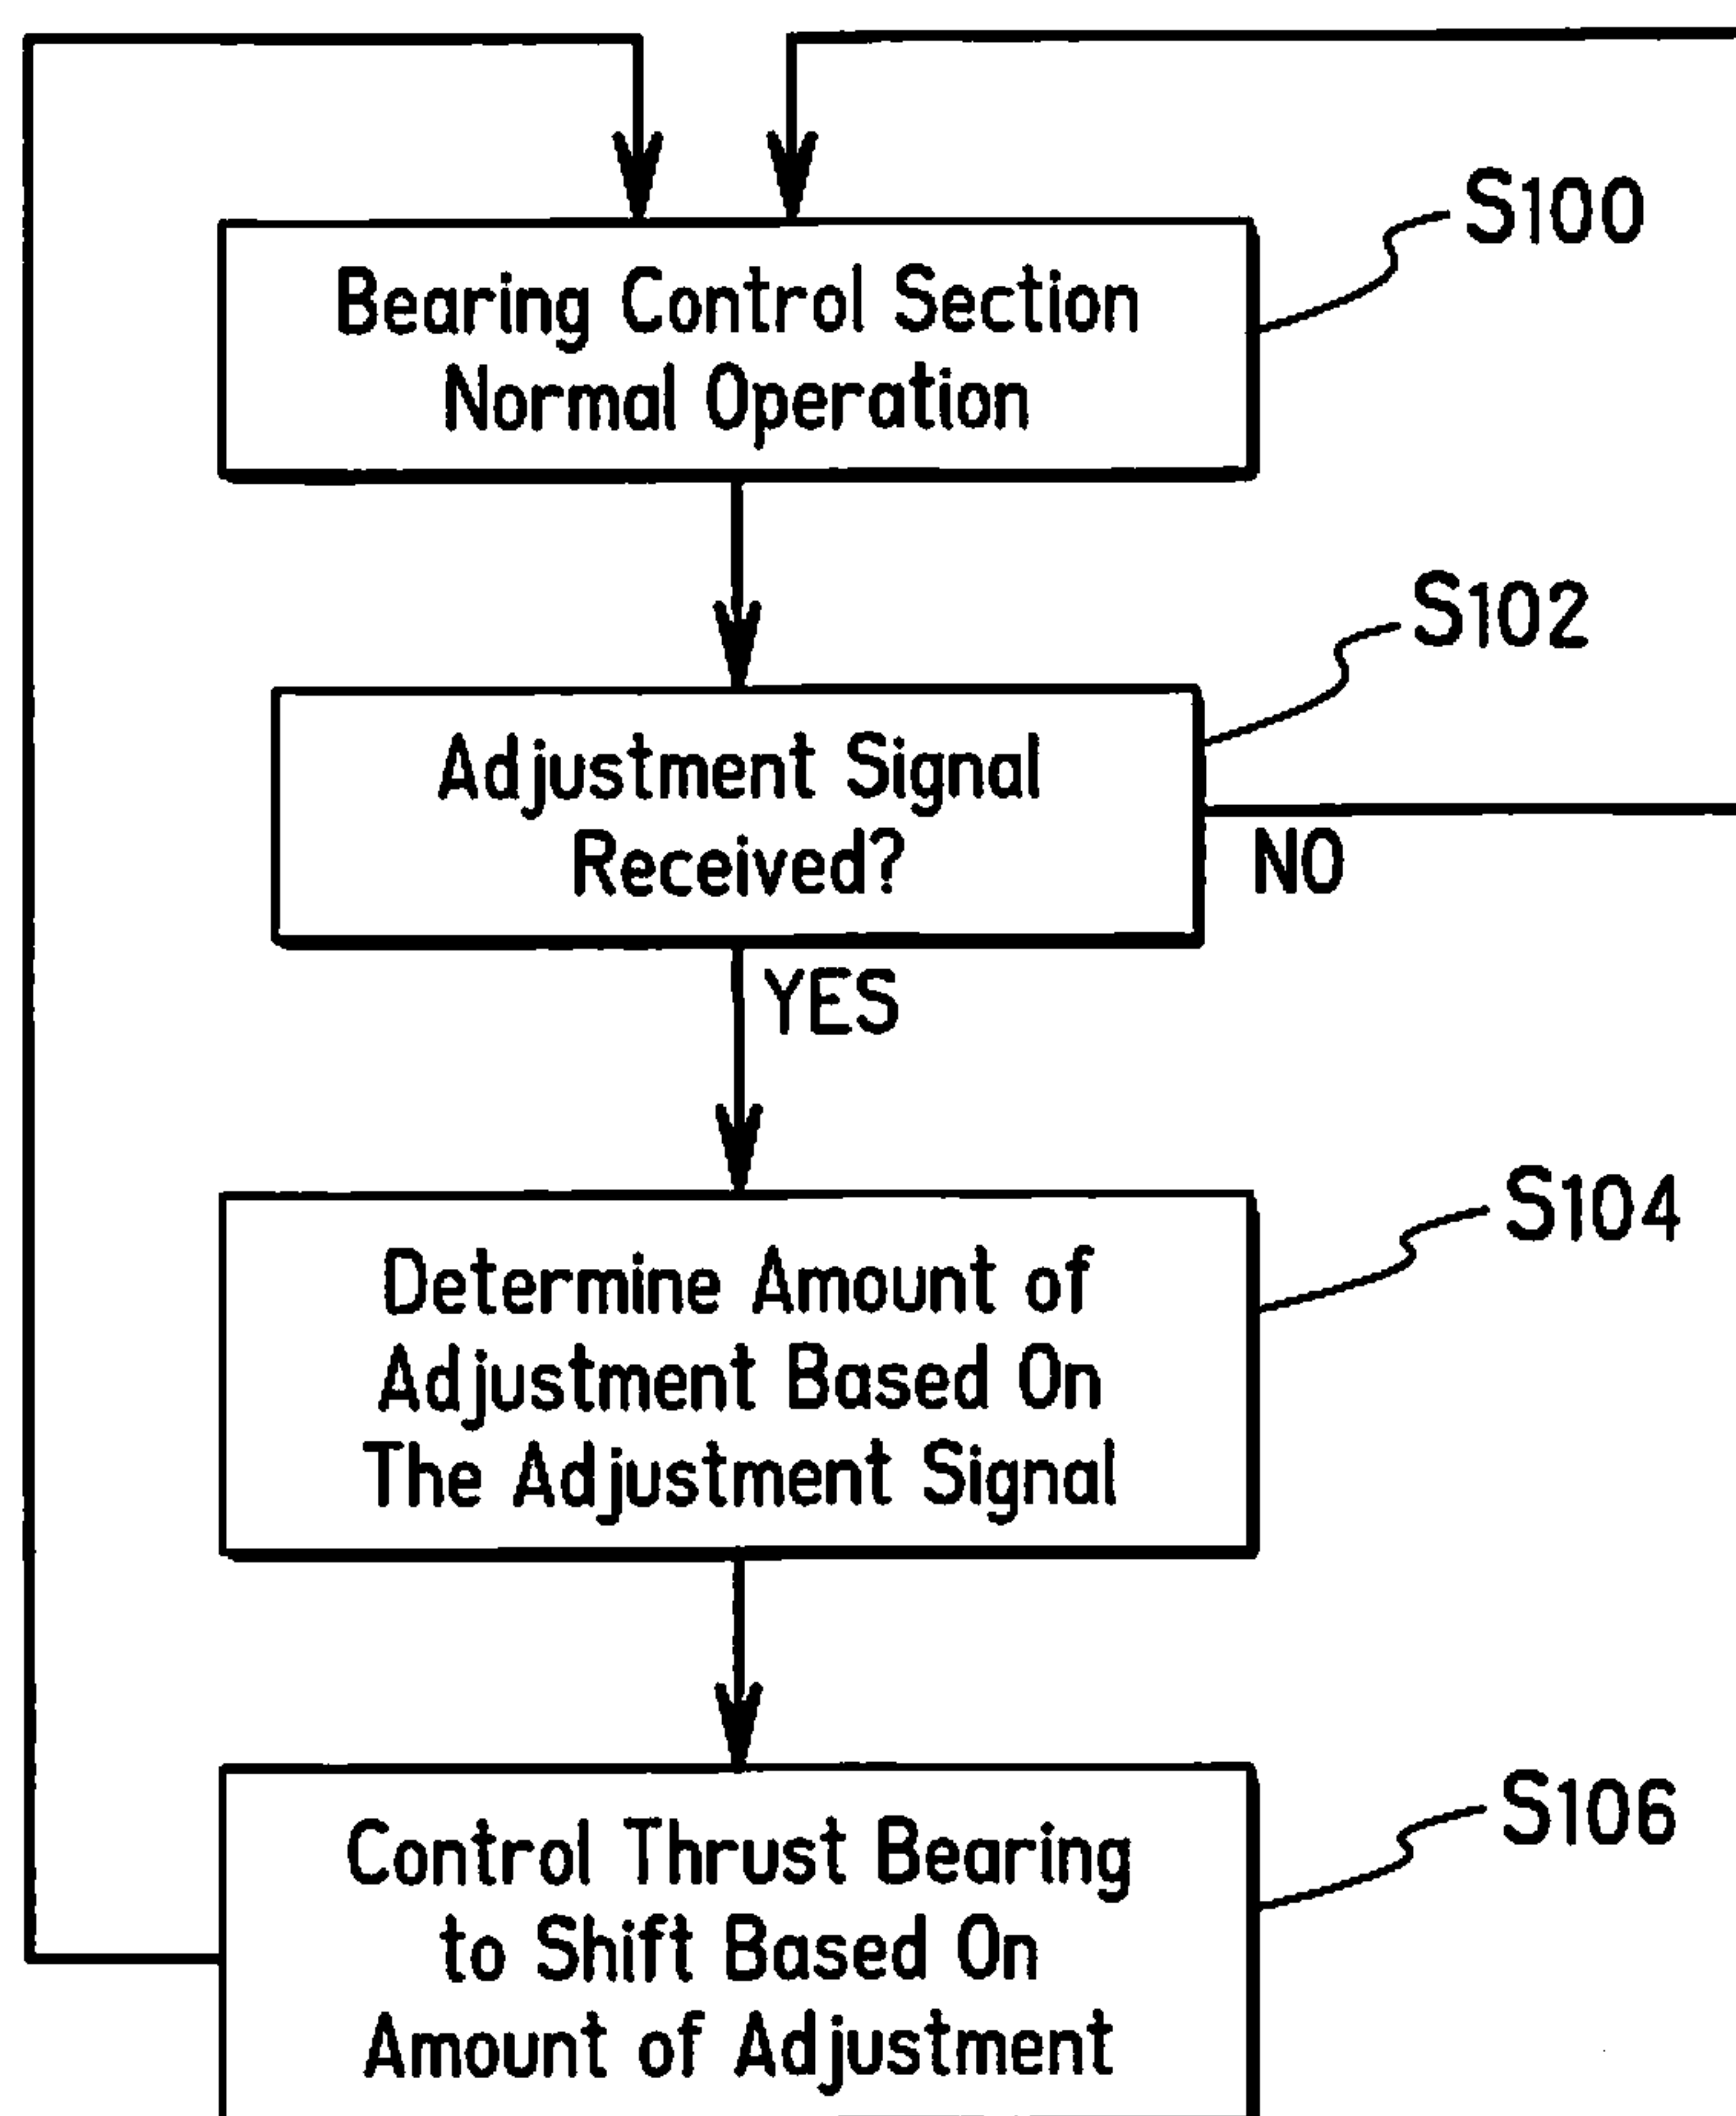 S100
Bearing Control Section
Normal Operation
S102
Adjustment Signal
Received?
NO
YES
S104
Determine Amount of
Adjustment Based On
The Adjustment Signal
S106
Control Thrust Bearing
to Shift Based On
Amount of Adjustment